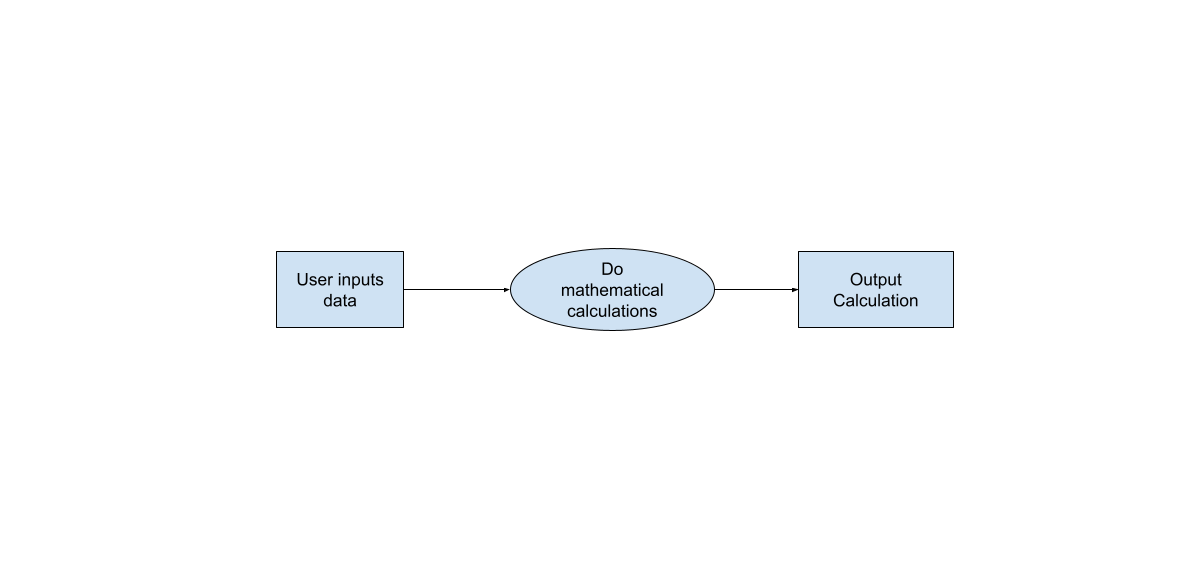 User inputs
data
Do
mathematical
calculations
Output
Calculation